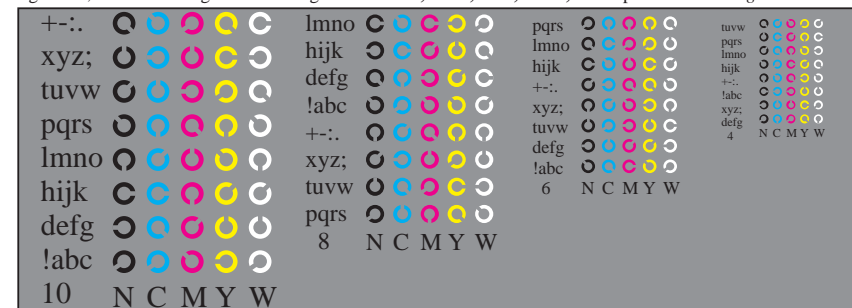 +-:.
xyz;
tuvw
pqrs
lmno
hijk
defg
!abc
10 N C M Y W
lmno
hijk
defg
!abc
+-:.
xyz;
tuvw
pqrs
8 N C M Y W
pqrs
lmno
hijk
+-:.
xyz;
tuvw
defg
!abc
6 N C M Y W
tuvw
pqrs
lmno
hijk
+-:.
!abc
xyz;
defg
4 N C M Y W